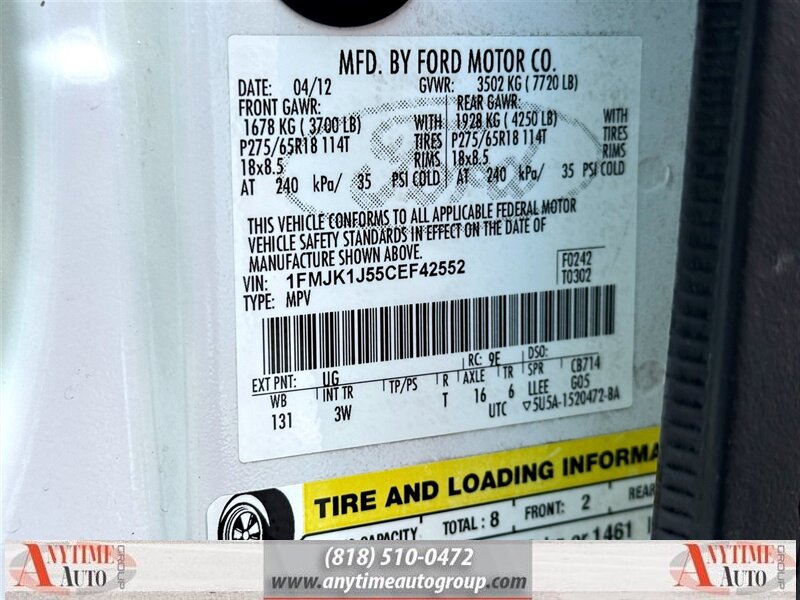 MFD. BY FORD MOTOR CO.
DATE: 04/12 GVWR: 3502 KG ( 7720 LB)
FRONT GAWR: REAR GAWR:
1678 KG ( 3700 LB) WITH 1928 KG ( 4250 LB) WITH
P275/65R18 114T TIRES P275/65R18 114T TIRES
18x8.5 RIMS 18x8.5 RIMS
AT 240 kPa/ 35 PSI COLD AT 240 kPa/ 35 PSI COLD
Ford
THIS VEHICLE CONFORMS TO ALL APPLICABLE FEDERAL MOTOR
VEHICLE SAFETY STANDARDS IN EFFECT ON THE DATE OF
MANUFACTURE SHOWN ABOVE.
VIN: 1FMJK1J55CEF42552 F0242
TYPE: MPV T0302
EXT PNT: UG RC: 9E DSO:
WB INT TR TP/PS R AXLE TR SPR CB714
131 3W T 16 6 LLEE G05
UTC ▽5U5A-1520472-BA
TIRE AND LOADING INFORMA
CAPACITY TOTAL : 8 FRONT: 2 REAR
1461
ANYTIME AUTO GROUP
(818) 510-0472
www.anytimeautogroup.com
ANYTIME AUTO GROUP